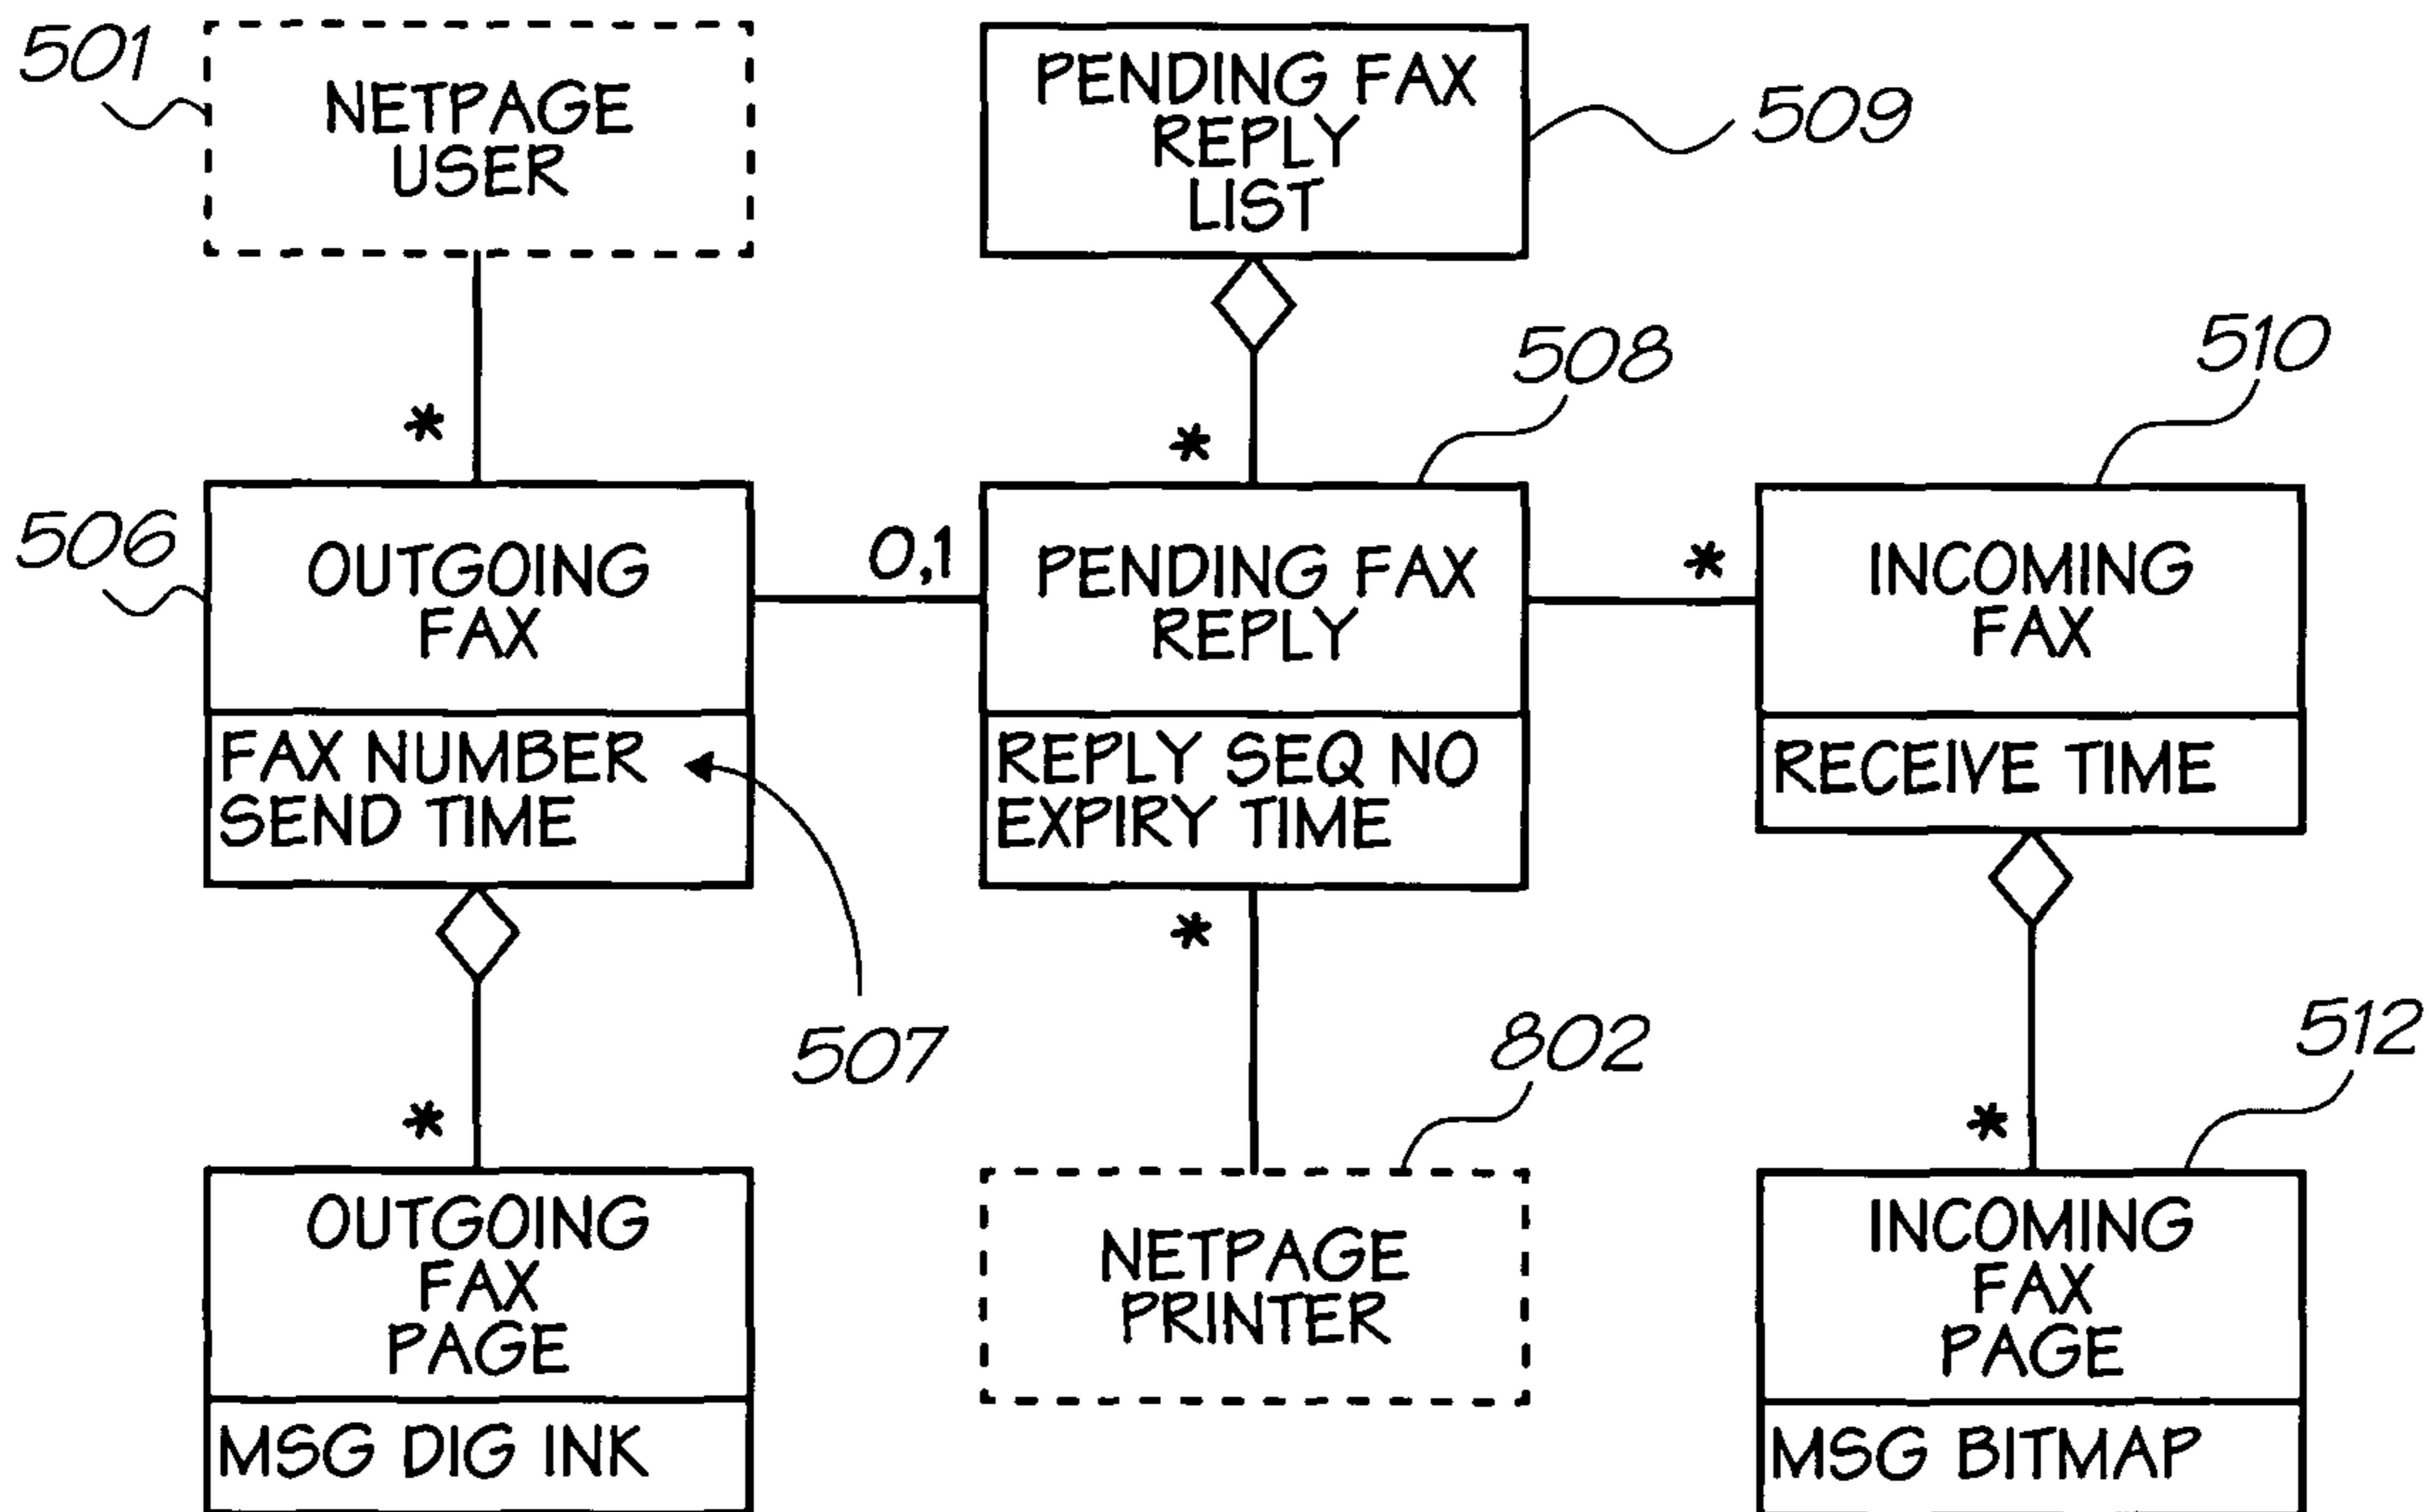 501
NETPAGE
USER
PENDING FAX
REPLY
LIST
509
508
510
*
*
506
OUTGOING
FAX
0,1
PENDING FAX
REPLY
*
INCOMING
FAX
FAX NUMBER
SEND TIME
REPLY SEQ NO
EXPIRY TIME
RECEIVE TIME
*
507
802
512
*
*
OUTGOING
FAX
PAGE
NETPAGE
PRINTER
INCOMING
FAX
PAGE
MSG DIG INK
MSG BITMAP